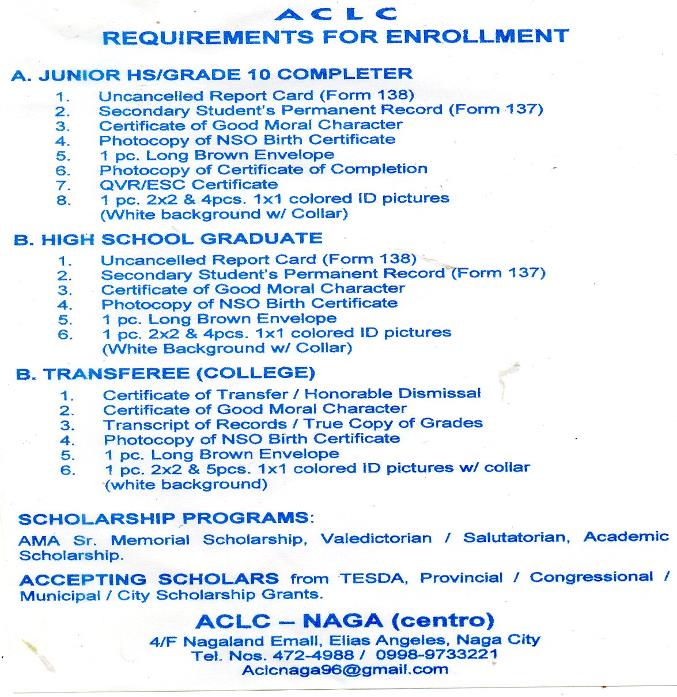 A C L C
REQUIREMENTS FOR ENROLLMENT
A. JUNIOR HS/GRADE 10 COMPLETER
1. Uncancelled Report Card (Form 138)
2. Secondary Student's Permanent Record (Form 137)
3. Certificate of Good Moral Character
4. Photocopy of NSO Birth Certificate
5. 1 pc. Long Brown Envelope
6. Photocopy of Certificate of Completion
7. QVR/ESC Certificate
8. 1 pc. 2x2 & 4pcs. 1x1 colored ID pictures
(White background w/ Collar)
B. HIGH SCHOOL GRADUATE
1. Uncancelled Report Card (Form 138)
2. Secondary Student's Permanent Record (Form 137)
3. Certificate of Good Moral Character
4. Photocopy of NSO Birth Certificate
5. 1 pc. Long Brown Envelope
6. 1 pc. 2x2 & 4pcs. 1x1 colored ID pictures
(White Background w/ Collar)
B. TRANSFEREE (COLLEGE)
1. Certificate of Transfer / Honorable Dismissal
2. Certificate of Good Moral Character
3. Transcript of Records / True Copy of Grades
4. Photocopy of NSO Birth Certificate
5. 1 pc. Long Brown Envelope
6. 1 pc. 2x2 & 5pcs. 1x1 colored ID pictures w/ collar
(white background)
SCHOLARSHIP PROGRAMS:
AMA Sr. Memorial Scholarship, Valedictorian / Salutatorian, Academic
Scholarship.
ACCEPTING SCHOLARS from TESDA, Provincial / Congressional /
Municipal / City Scholarship Grants.
ACLC – NAGA (centro)
4/F Nagaland Emall, Elias Angeles, Naga City
Tel. Nos. 472-4988 / 0998-9733221
Aclcnaga96@gmail.com